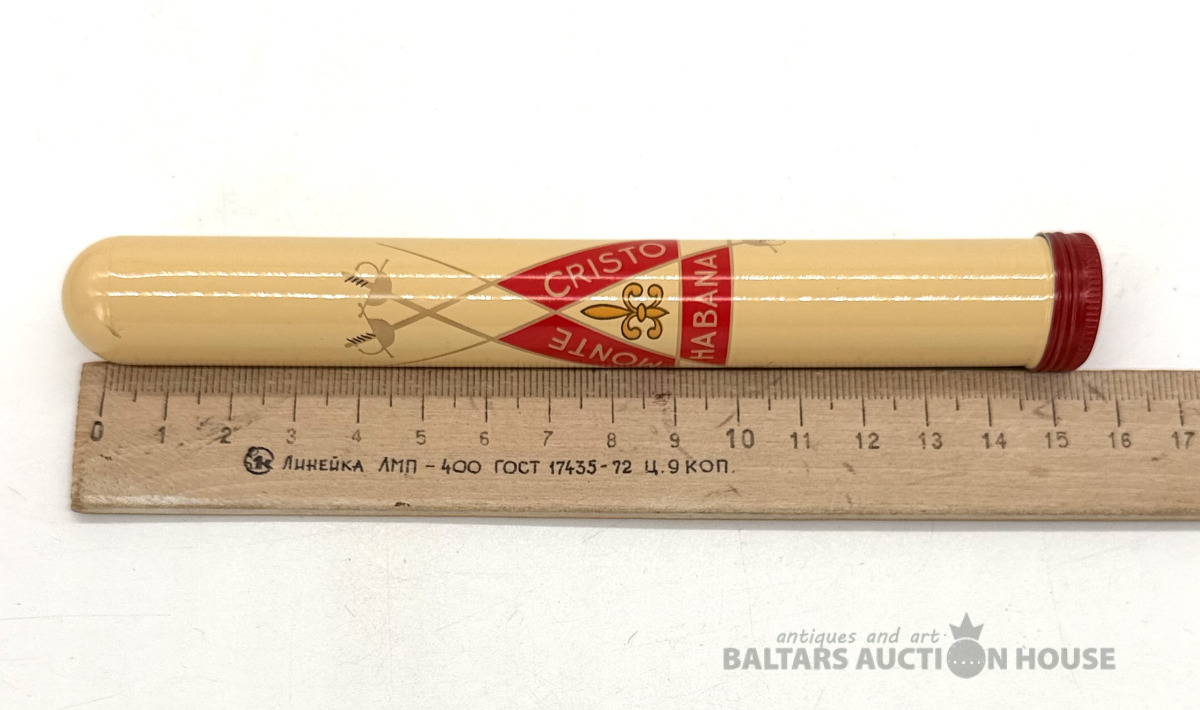 CRISTO
MONTE
HABANA
0 1 2 3 4 5 6 7 8 9 10 11 12 13 14 15 16 17
ЛИНЕЙКА ЛМП - 400 ГОСТ 17435-72 Ц. 9 КОП.
antiques and art
BALTARS AUCTION HOUSE